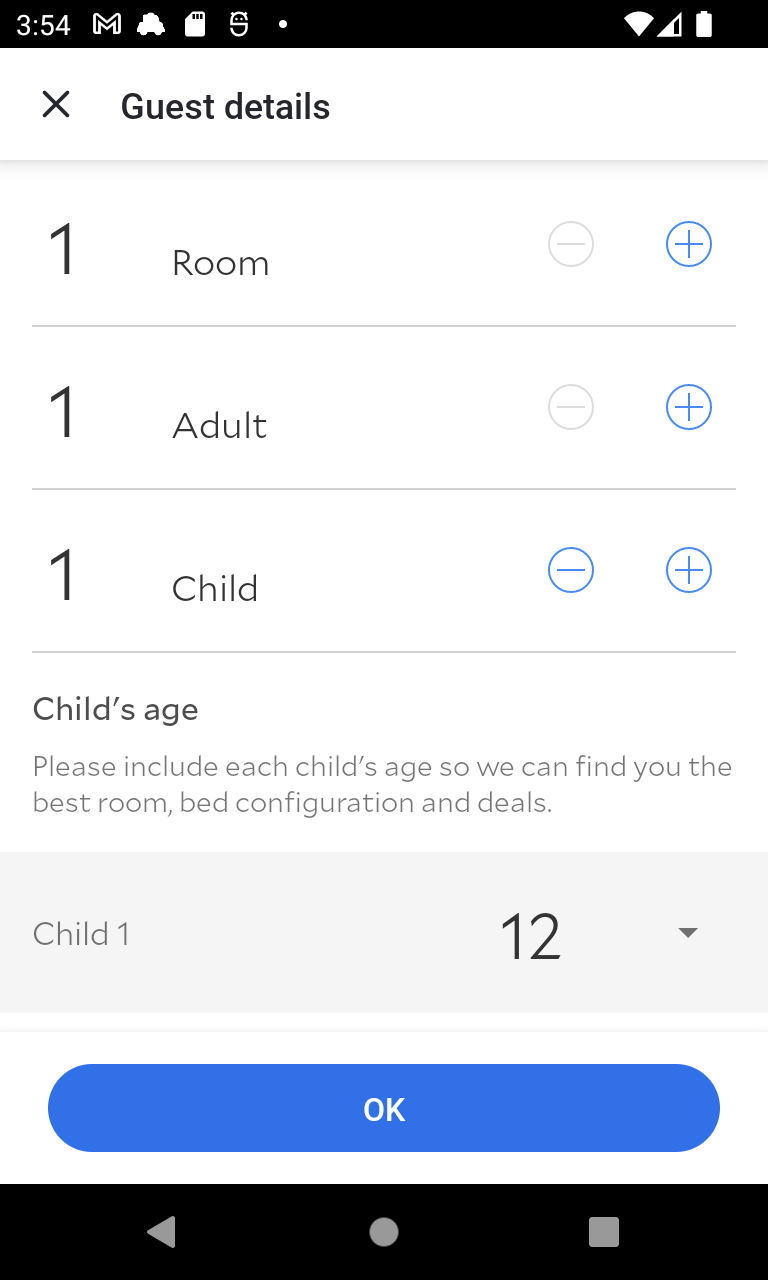 3:54
Guest details
1 Room
1 Adult
1 Child
Child's age
Please include each child's age so we can find you the
best room, bed configuration and deals.
Child 1 12
OK